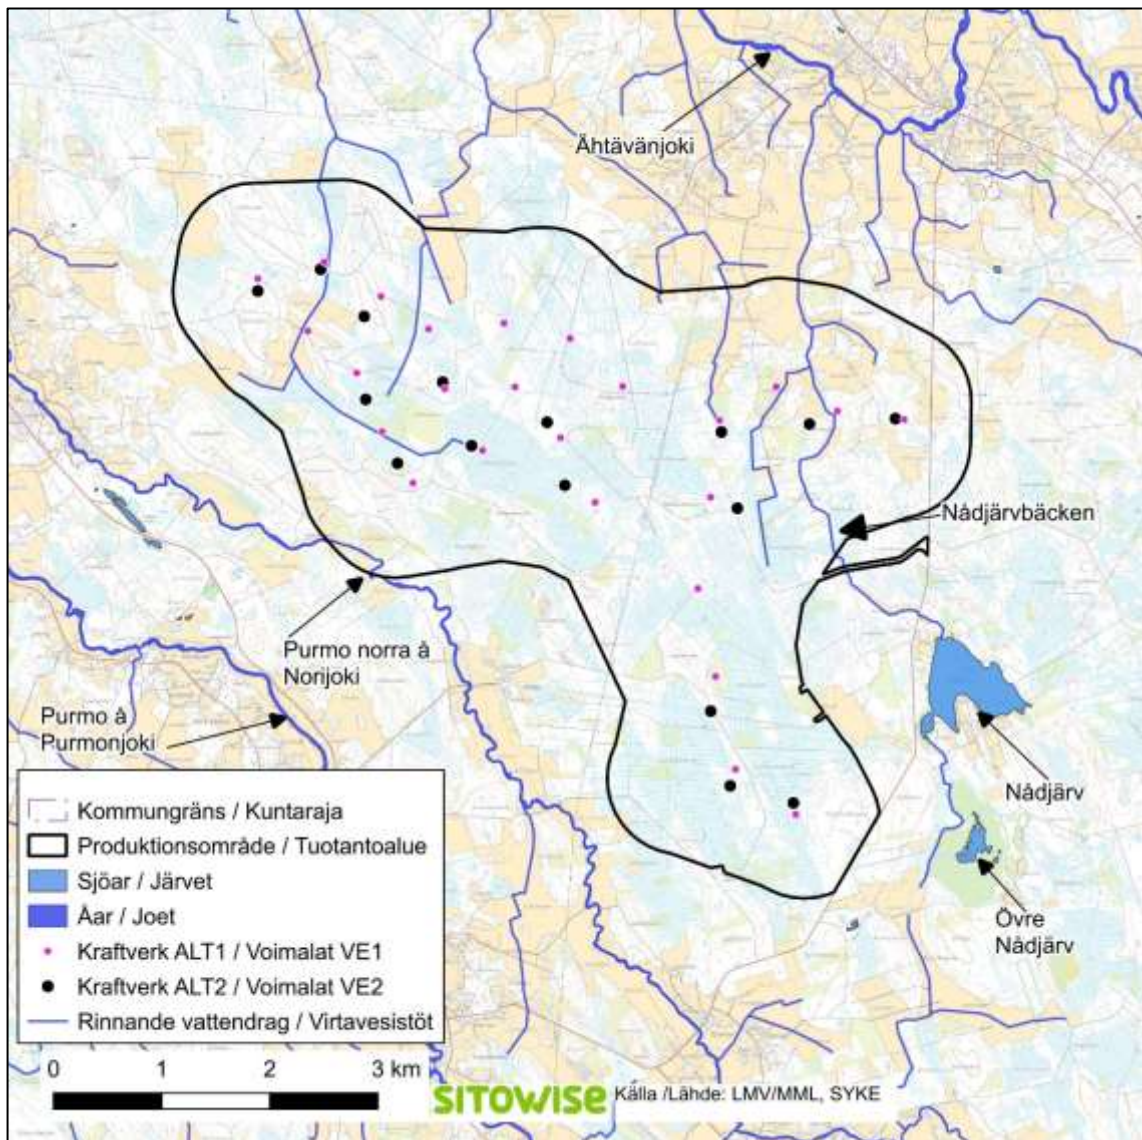 Ähtävänjoki
Nådjärvbäcken
Purmo norra å
Norijoki
Purmo å
Purmonjoki
Nådjärv
Övre
Nådjärv
Kommungräns / Kuntaraja
Produktionsområde / Tuotantoalue
Sjöar / Järvet
Åar / Joet
Kraftverk ALT1 / Voimalat VE1
Kraftverk ALT2 / Voimalat VE2
Rinnande vattendrag / Virtavesistöt
0 1 2 3 km
SITOWISE Källa /Lähde: LMV/MML, SYKE